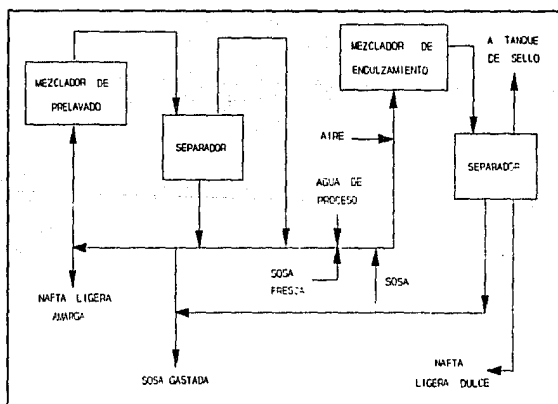 MEZCLADOR DE
PRELAVADO
SEPARADOR
MEZCLADOR DE
ENDULZAMIENTO
A TANQUE
DE SELLO
SEPARADOR
AIRE
AGUA DE
PROCESO
SOSA
FRESCA
SOSA
NAFTA LIGERA
AMARGA
SOSA GASTADA
NAFTA
LIGERA DULCE